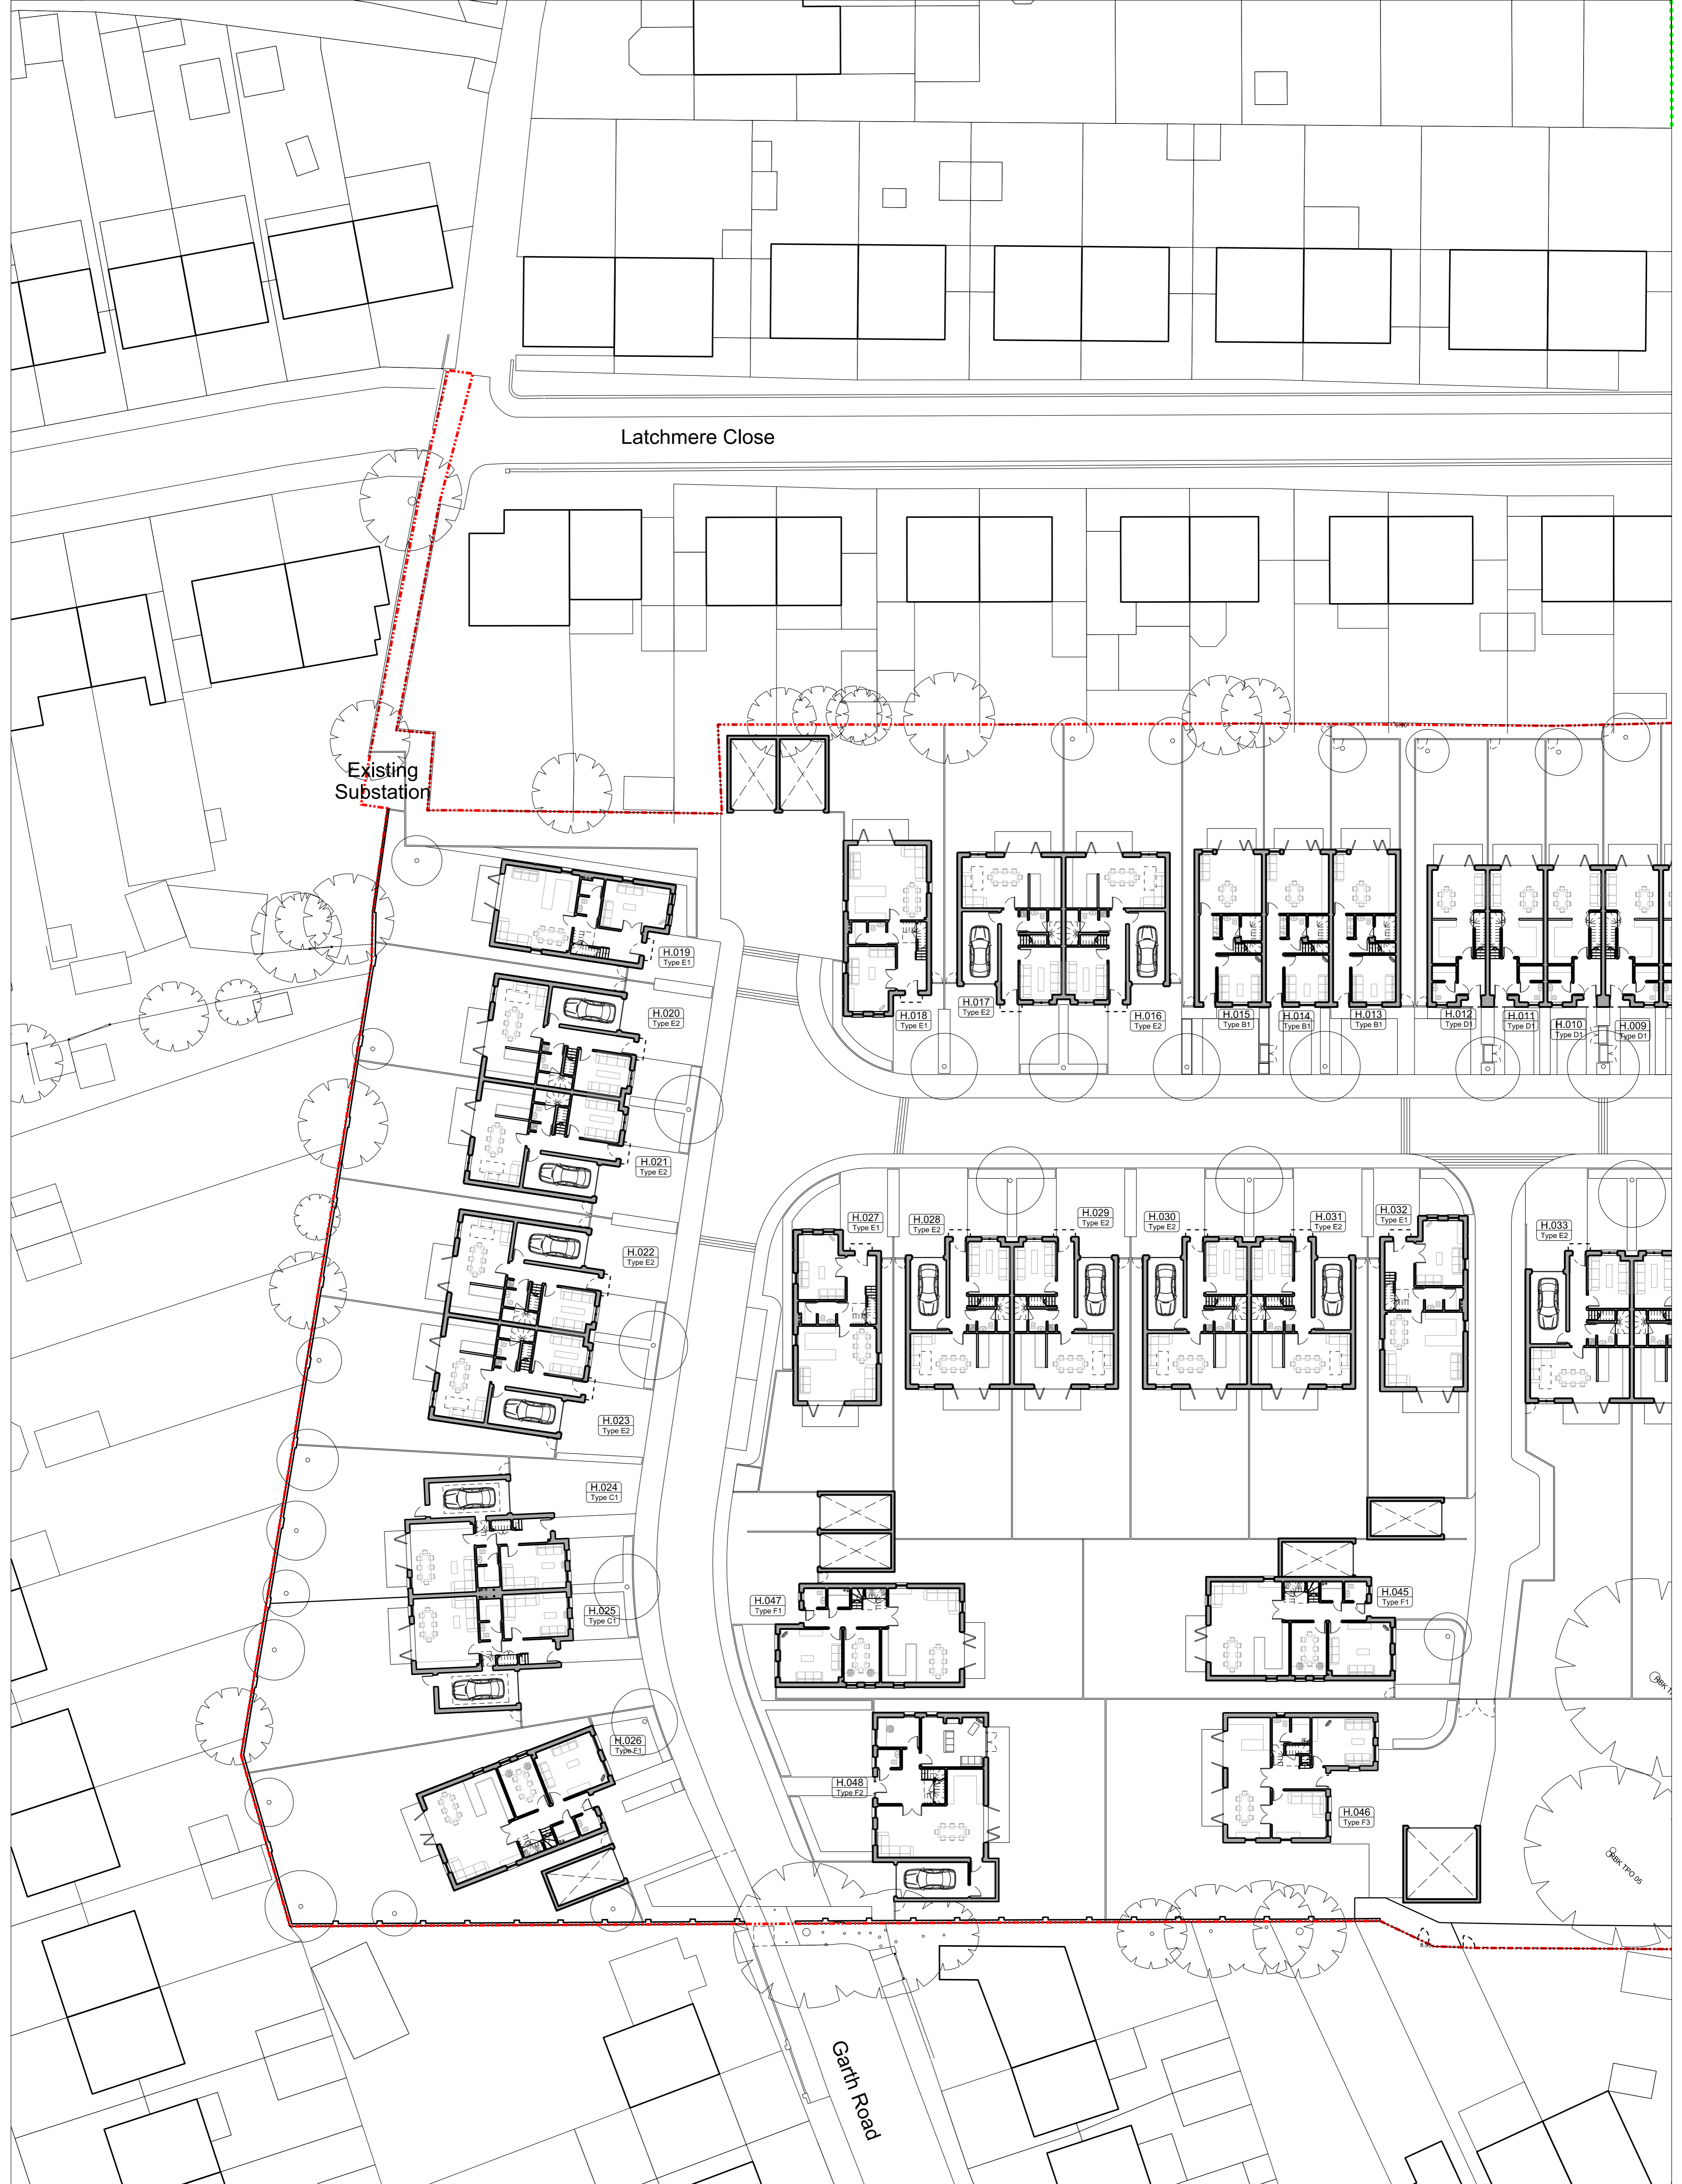 Latchmere Close
Existing
Substation
H.019
Type E1
H.020
Type E2
H.018
Type E1
H.017
Type E2
H.016
Type E2
H.015
Type B1
H.014
Type B1
H.013
Type B1
H.012
Type D1
H.011
Type D1
H.010
Type D1
H.009
Type D1
H.021
Type E2
H.022
Type E2
H.027
Type E1
H.028
Type E2
H.029
Type E2
H.030
Type E2
H.031
Type E2
H.032
Type E1
H.033
Type E2
H.023
Type E2
H.024
Type C1
H.025
Type C1
H.047
Type F1
H.045
Type F1
H.026
Type F1
H.048
Type F2
H.046
Type F3
RBK TPO 05
Garth Road